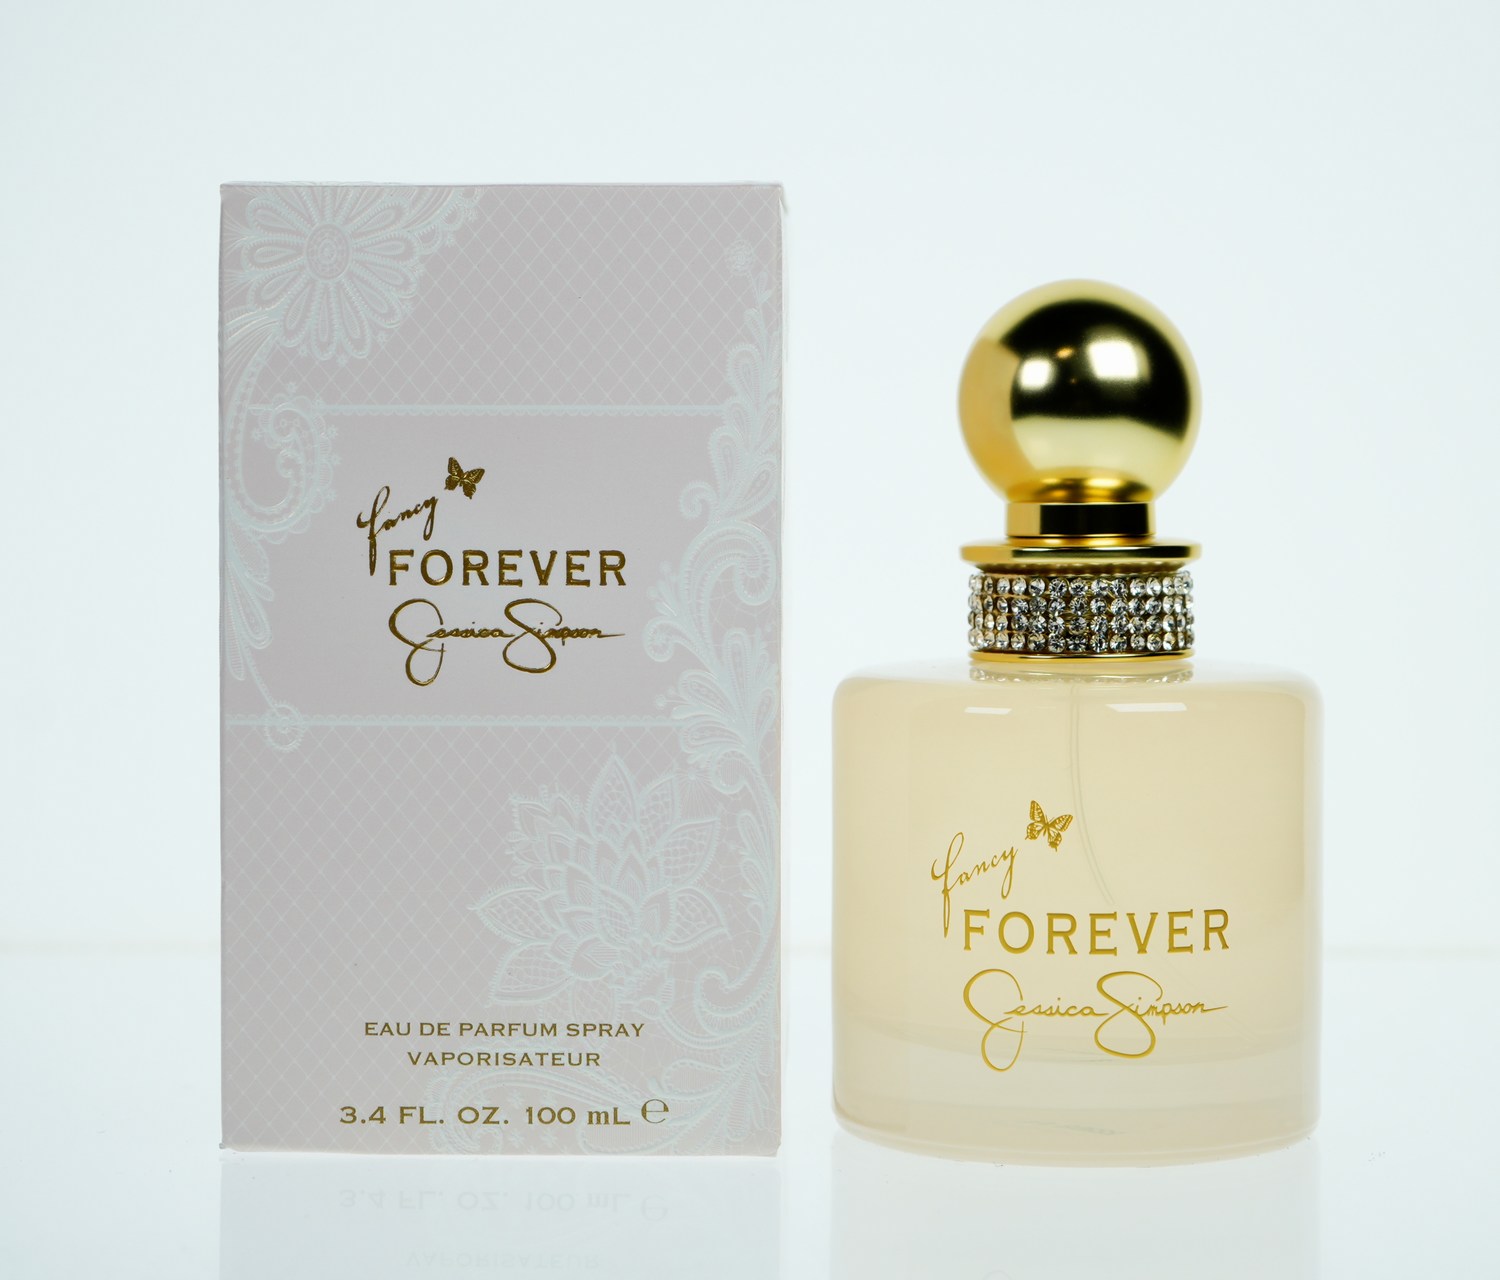 fancy
FOREVER
Jessica Simpson
EAU DE PARFUM SPRAY
VAPORISATEUR
3.4 FL. OZ. 100 mL ℮
fancy
FOREVER
Jessica Simpson